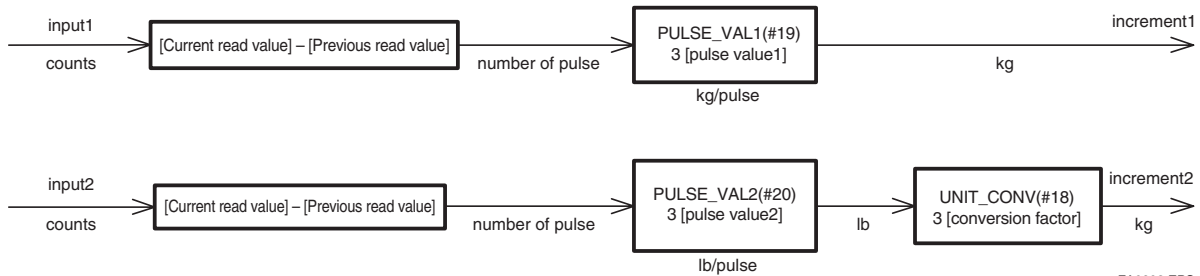 input1
counts
[Current read value] – [Previous read value]
number of pulse
PULSE_VAL1(#19)
3 [pulse value1]
kg/pulse
increment1
kg
input2
counts
[Current read value] – [Previous read value]
number of pulse
PULSE_VAL2(#20)
3 [pulse value2]
lb/pulse
lb
UNIT_CONV(#18)
3 [conversion factor]
increment2
kg